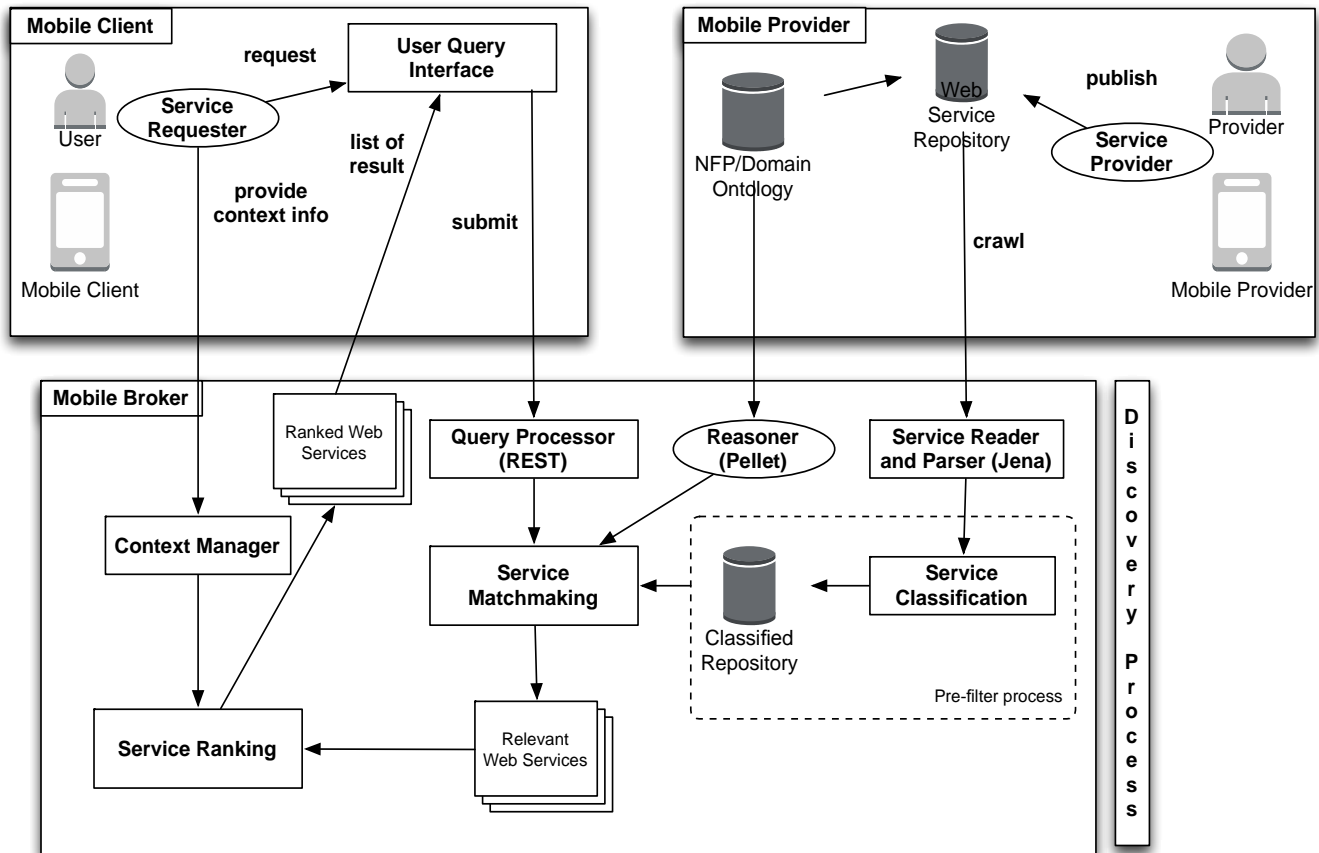 Mobile Client
request
User Query
Interface
Service
Requester
User
list of
result
provide
context info
submit
Mobile Client
Mobile Provider
publish
Web
Service
Repository
Provider
Service
Provider
NFP/Domain
Ontology
crawl
Mobile Provider
Mobile Broker
Ranked Web
Services
Query Processor
(REST)
Reasoner
(Pellet)
Service Reader
and Parser (Jena)
Context Manager
Service
Matchmaking
Service
Classification
Classified
Repository
Pre-filter process
Service Ranking
Relevant
Web Services
Discovery Process